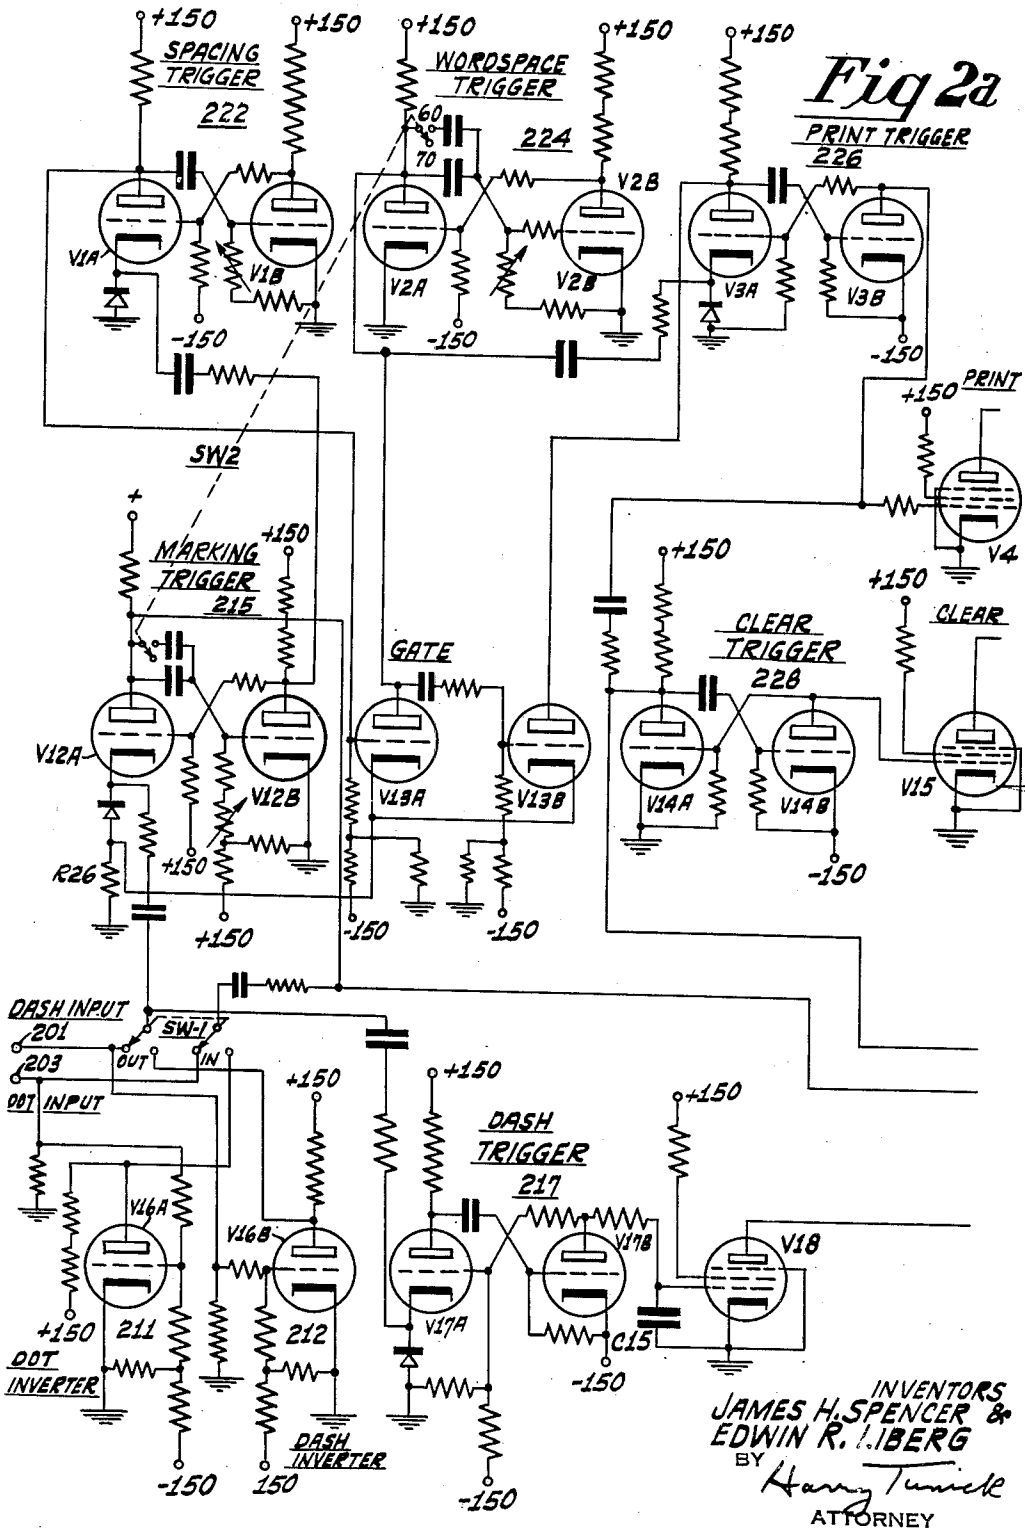 +150
+150
+150
+150
+150
SPACING
TRIGGER
222
WORDSPACE
TRIGGER
224
Fig 2a
PRINT TRIGGER
226
60
70
V2B
V1A
V1B
V2A
V2B
V3A
V3B
-150
-150
-150
SW2
+150
PRINT
V4
+
MARKING
TRIGGER
215
+150
GATE
+150
CLEAR
TRIGGER
228
+150
CLEAR
V12A
V12B
V13A
V13B
V14A
V14B
V15
R26
+150
+150
-150
-150
-150
DASH INPUT
201
203
DOT INPUT
SW-1
OUT
IN
+150
+150
+150
DASH
TRIGGER
217
V16A
V16B
V17A
V17B
V18
+150
211
212
C15
DOT
INVERTER
DASH
INVERTER
-150
150
-150
-150
INVENTORS
JAMES H. SPENCER &
EDWIN R.
BY
Harry Tunick
ATTORNEY